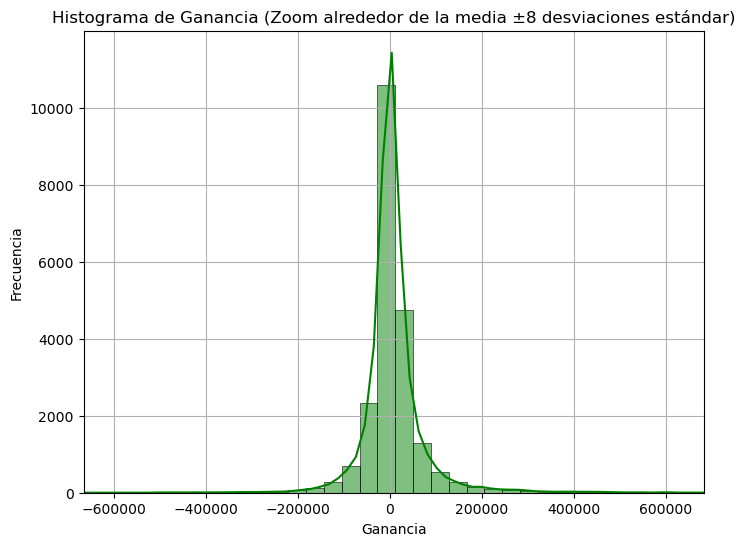 Histograma de Ganancia (Zoom alrededor de la media ±8 desviaciones estándar)
10000
8000
6000
4000
2000
0
Frecuencia
−600000 −400000 −200000 0 200000 400000 600000
Ganancia